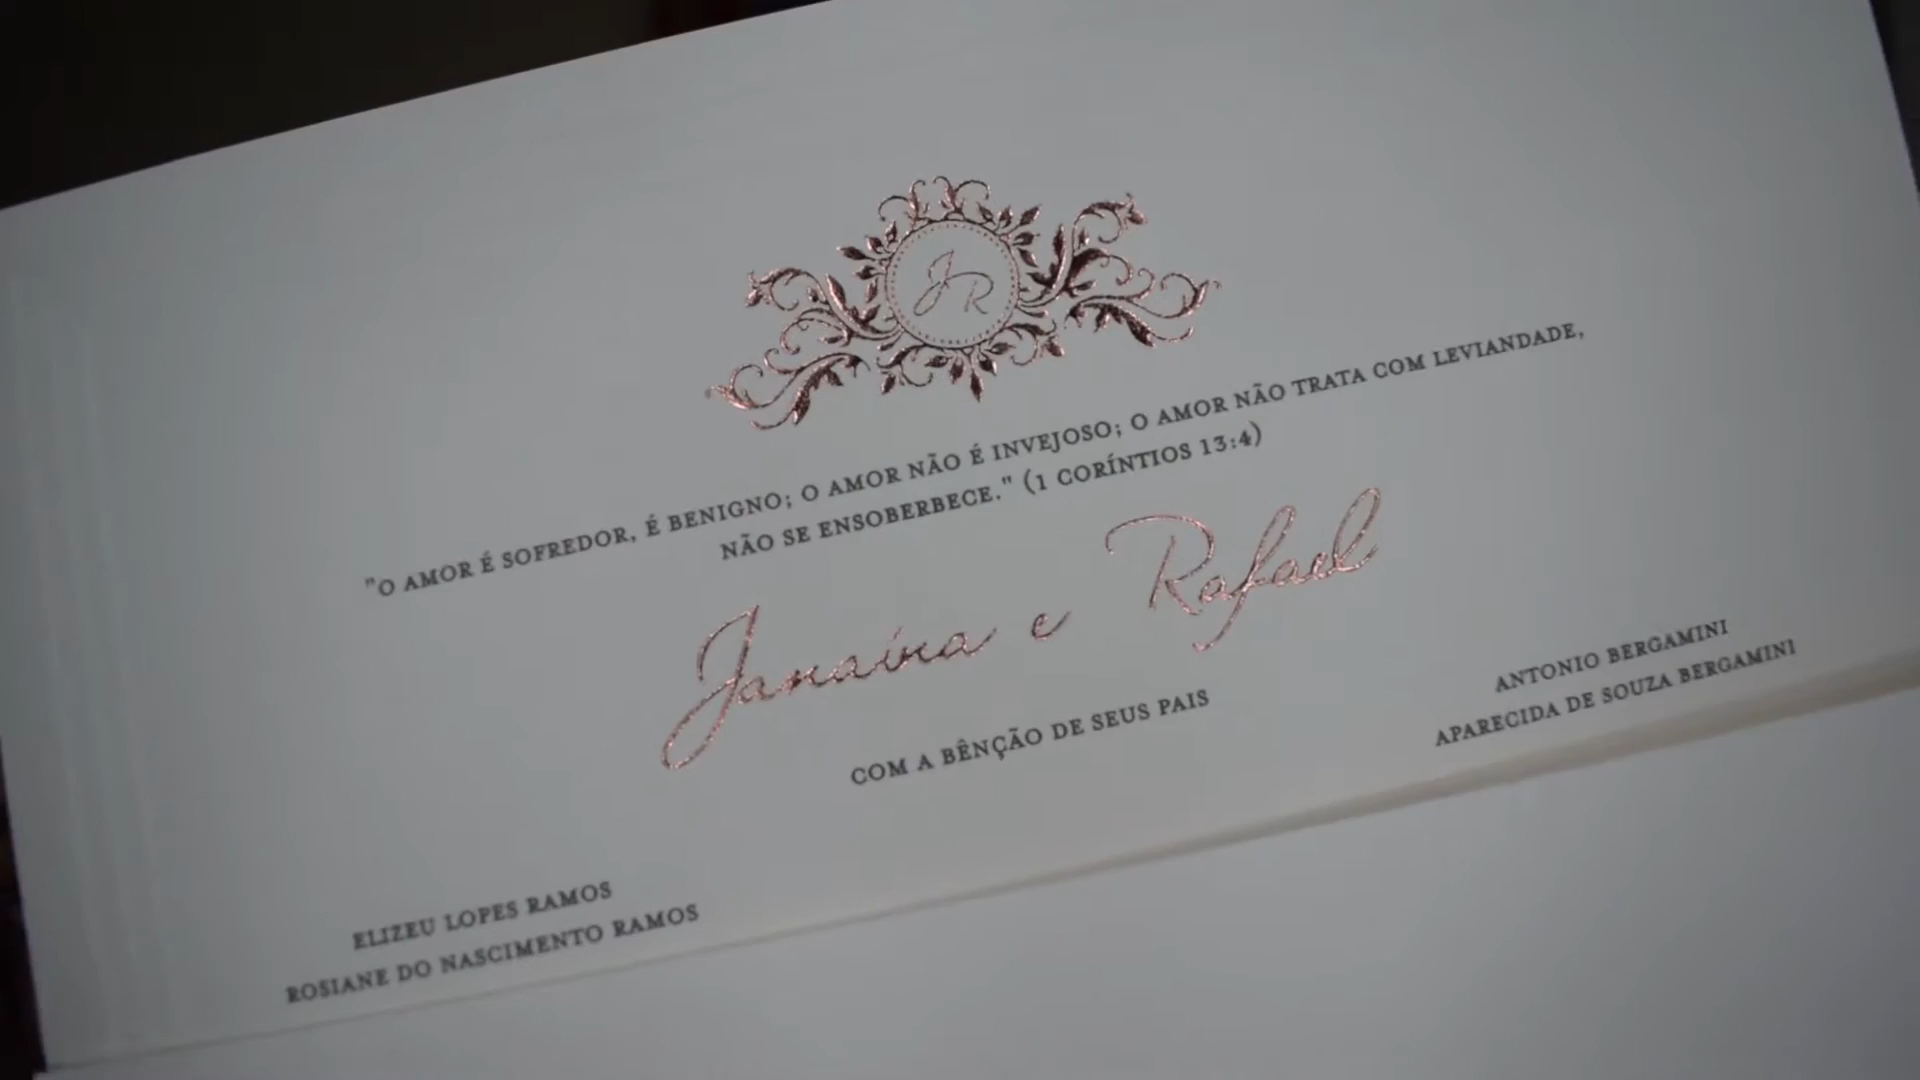 JR
"O AMOR É SOFREDOR, É BENIGNO; O AMOR NÃO É INVEJOSO; O AMOR NÃO TRATA COM LEVIANDADE,
NÃO SE ENSOBERBECE." (1 CORÍNTIOS 13:4)
Janaína e Rafael
COM A BÊNÇÃO DE SEUS PAIS
ELIZEU LOPES RAMOS
ROSIANE DO NASCIMENTO RAMOS
ANTONIO BERGAMINI
APARECIDA DE SOUZA BERGAMINI